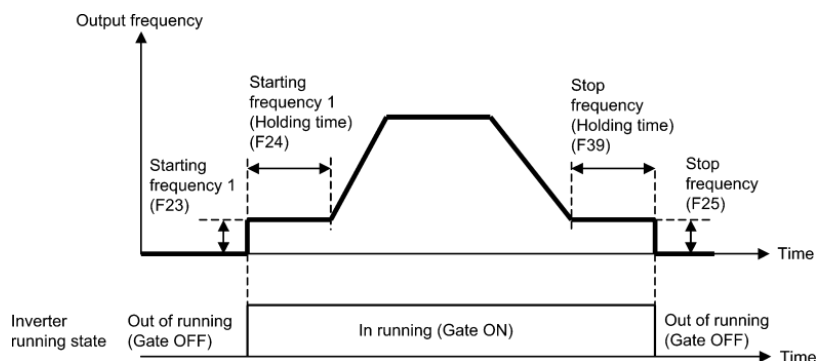 Output frequency
Starting
frequency 1
(Holding time)
(F24)
Stop
frequency
(Holding time)
(F39)
Starting
frequency 1
(F23)
Stop
frequency
(F25)
Time
Inverter
running state
Out of running
(Gate OFF)
In running (Gate ON)
Out of running
(Gate OFF)
Time